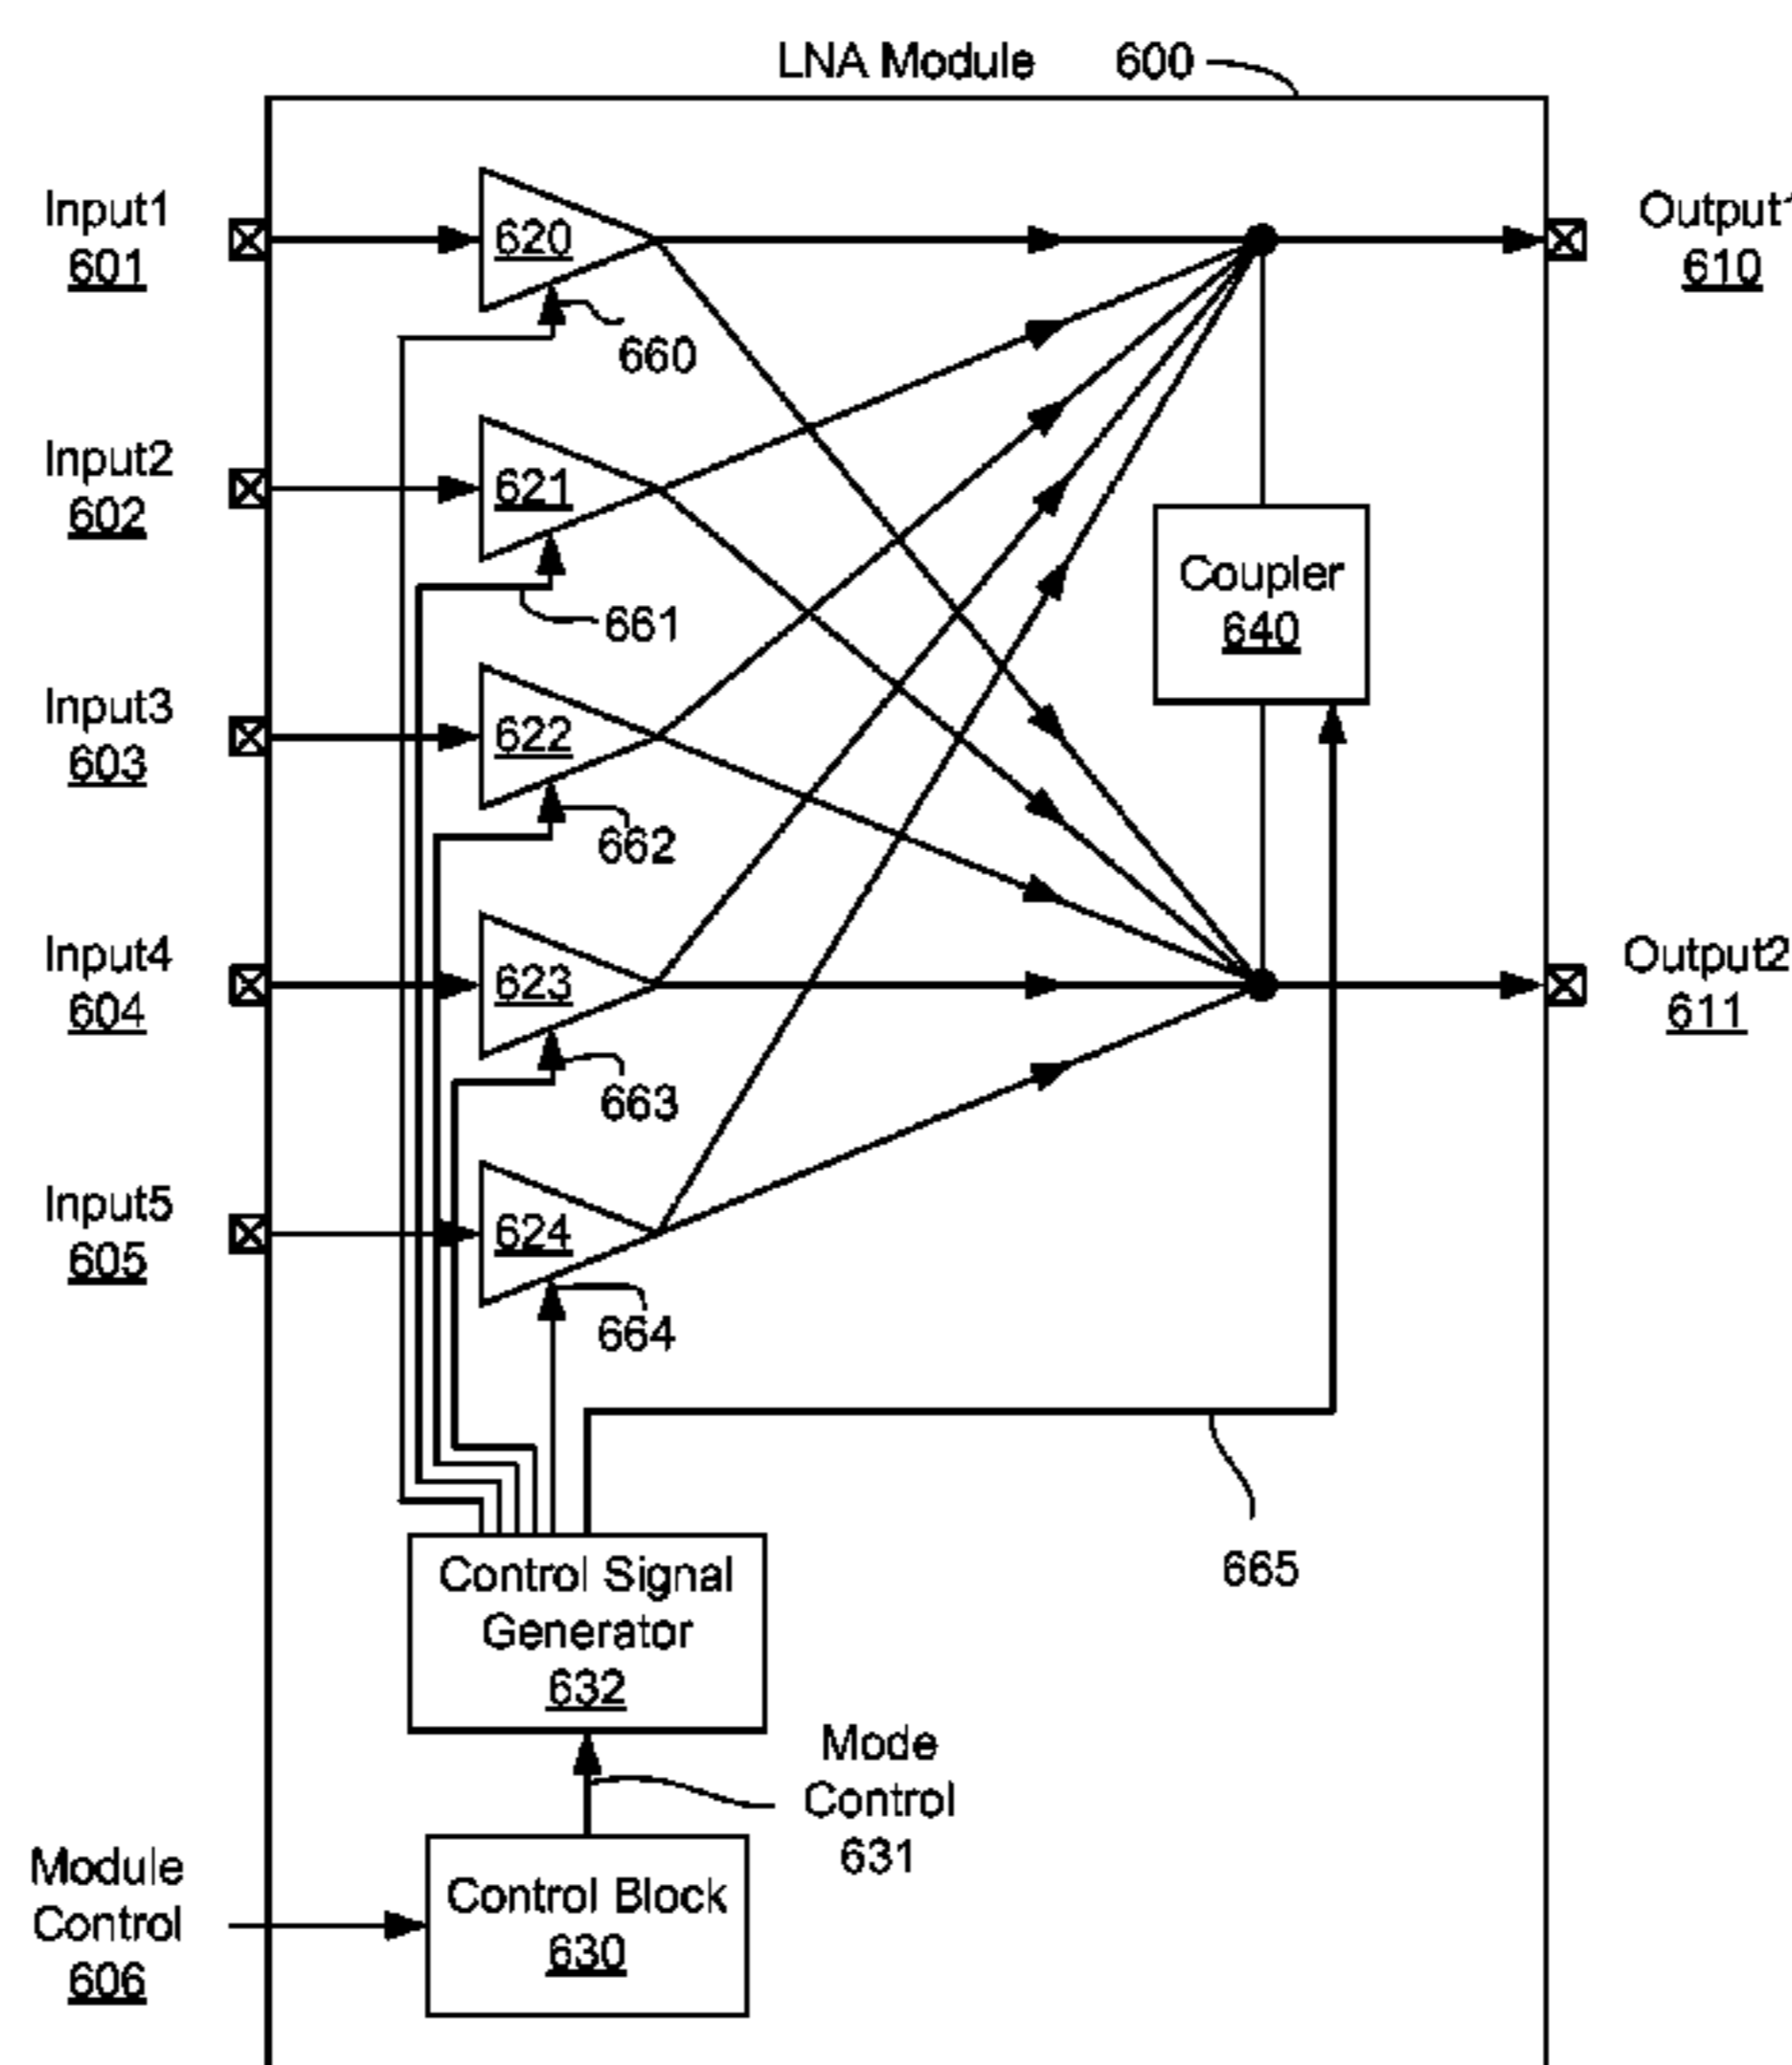 LNA Module 600
Input1
601
620
Output1
610
660
Input2
602
621
Coupler
640
661
Input3
603
622
662
Input4
604
623
Output2
611
663
Input5
605
624
664
665
Control Signal
Generator
632
Mode
Control
631
Module
Control
606
Control Block
630